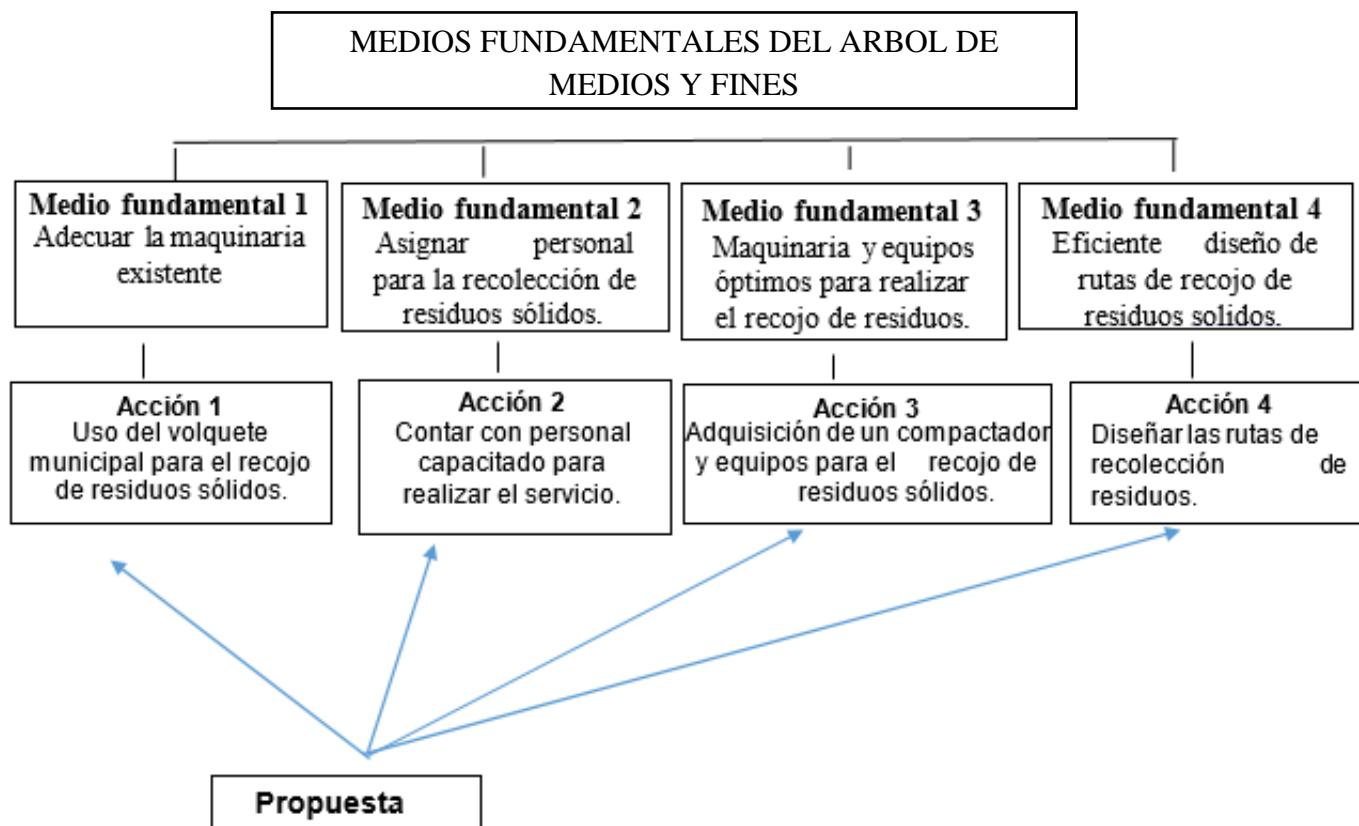 MEDIOS FUNDAMENTALES DEL ARBOL DE
MEDIOS Y FINES
Medio fundamental 1
Adecuar la maquinaria
existente
Medio fundamental 2
Asignar personal
para la recolección de
residuos sólidos.
Medio fundamental 3
Maquinaria y equipos
óptimos para realizar
el recojo de residuos.
Medio fundamental 4
Eficiente diseño de
rutas de recojo de
residuos solidos.
Acción 1
Uso del volquete
municipal para el recojo
de residuos sólidos.
Acción 2
Contar con personal
capacitado para
realizar el servicio.
Acción 3
Adquisición de un compactador
y equipos para el recojo de
residuos sólidos.
Acción 4
Diseñar las rutas de
recolección de
residuos.
Propuesta